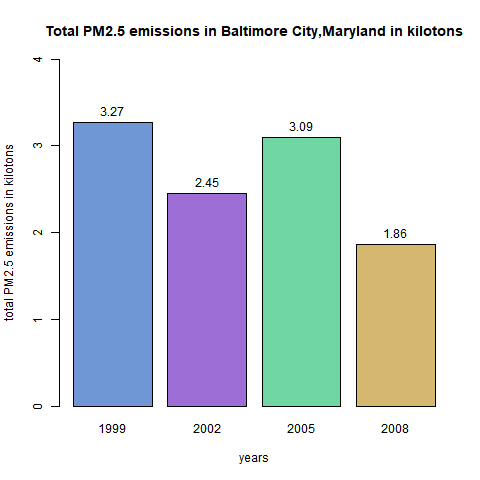 Total PM2.5 emissions in Baltimore City,Maryland in kilotons
total PM2.5 emissions in kilotons
4
3
2
1
0
3.27
2.45
3.09
1.86
1999 2002 2005 2008
years